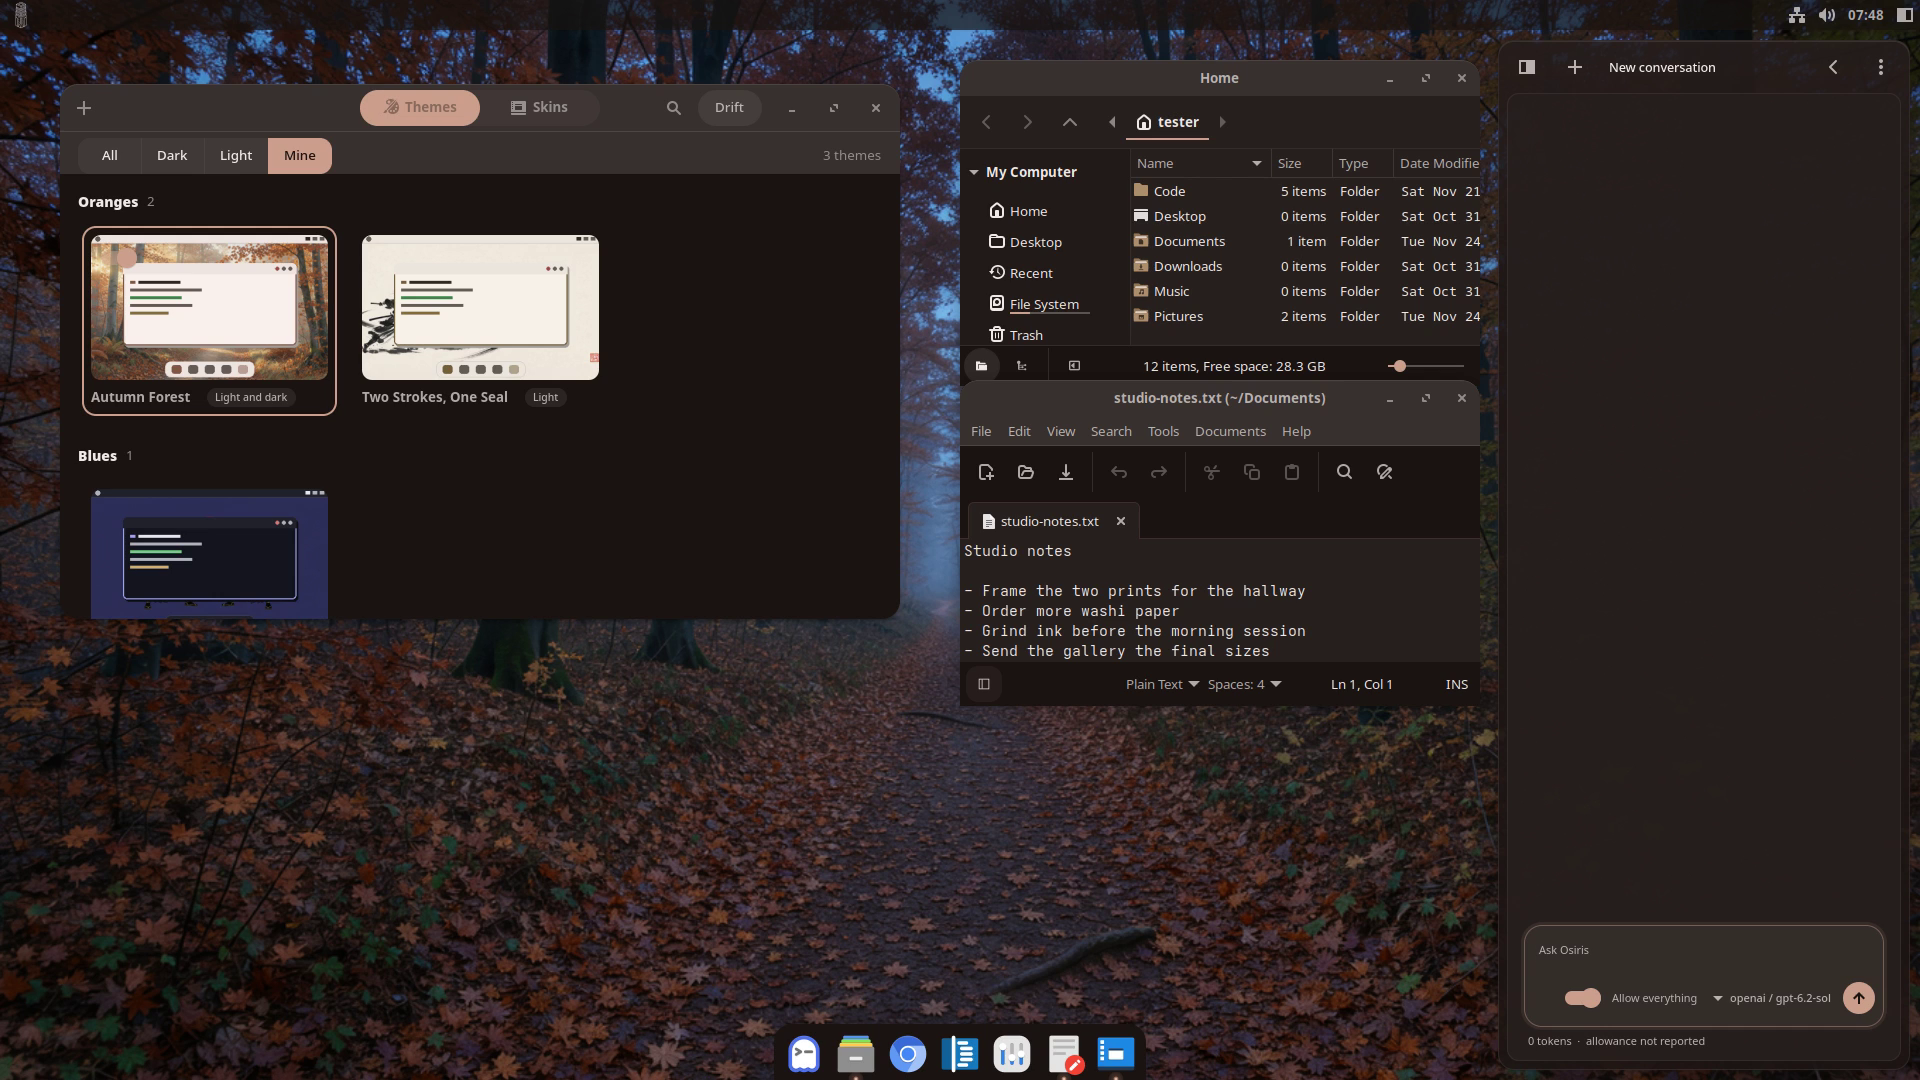 07:48
Themes
Skins
Drift
All
Dark
Light
Mine
3 themes
Oranges 2
Autumn Forest
Light and dark
Two Strokes, One Seal
Light
Blues 1
Home
tester
My Computer
Home
Desktop
Recent
File System
Trash
Name Size Type Date Modifie
Code 5 items Folder Sat Nov 21
Desktop 0 items Folder Sat Oct 31
Documents 1 item Folder Tue Nov 24
Downloads 0 items Folder Sat Oct 31
Music 0 items Folder Sat Oct 31
Pictures 2 items Folder Tue Nov 24
12 items, Free space: 28.3 GB
studio-notes.txt (~/Documents)
File Edit View Search Tools Documents Help
studio-notes.txt
Studio notes
- Frame the two prints for the hallway
- Order more washi paper
- Grind ink before the morning session
- Send the gallery the final sizes
Plain Text Spaces: 4 Ln 1, Col 1 INS
New conversation
Ask Osiris
Allow everything
openai / gpt-6.2-sol
0 tokens · allowance not reported